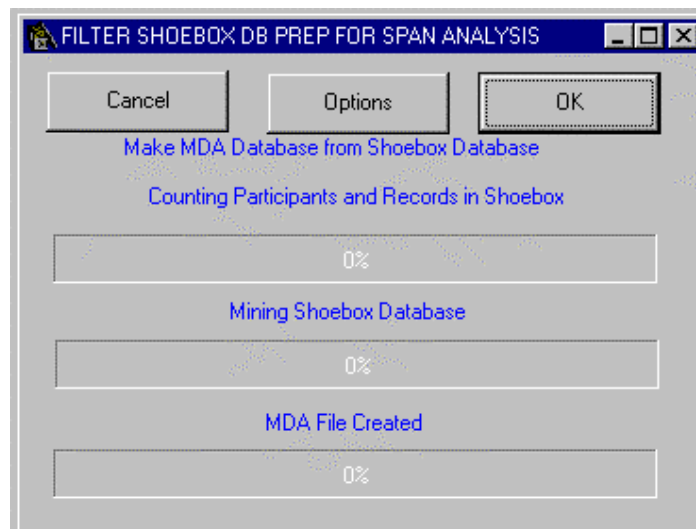 FILTER SHOEBOX DB PREP FOR SPAN ANALYSIS
Cancel Options OK
Make MDA Database from Shoebox Database
Counting Participants and Records in Shoebox
0%
Mining Shoebox Database
0%
MDA File Created
0%